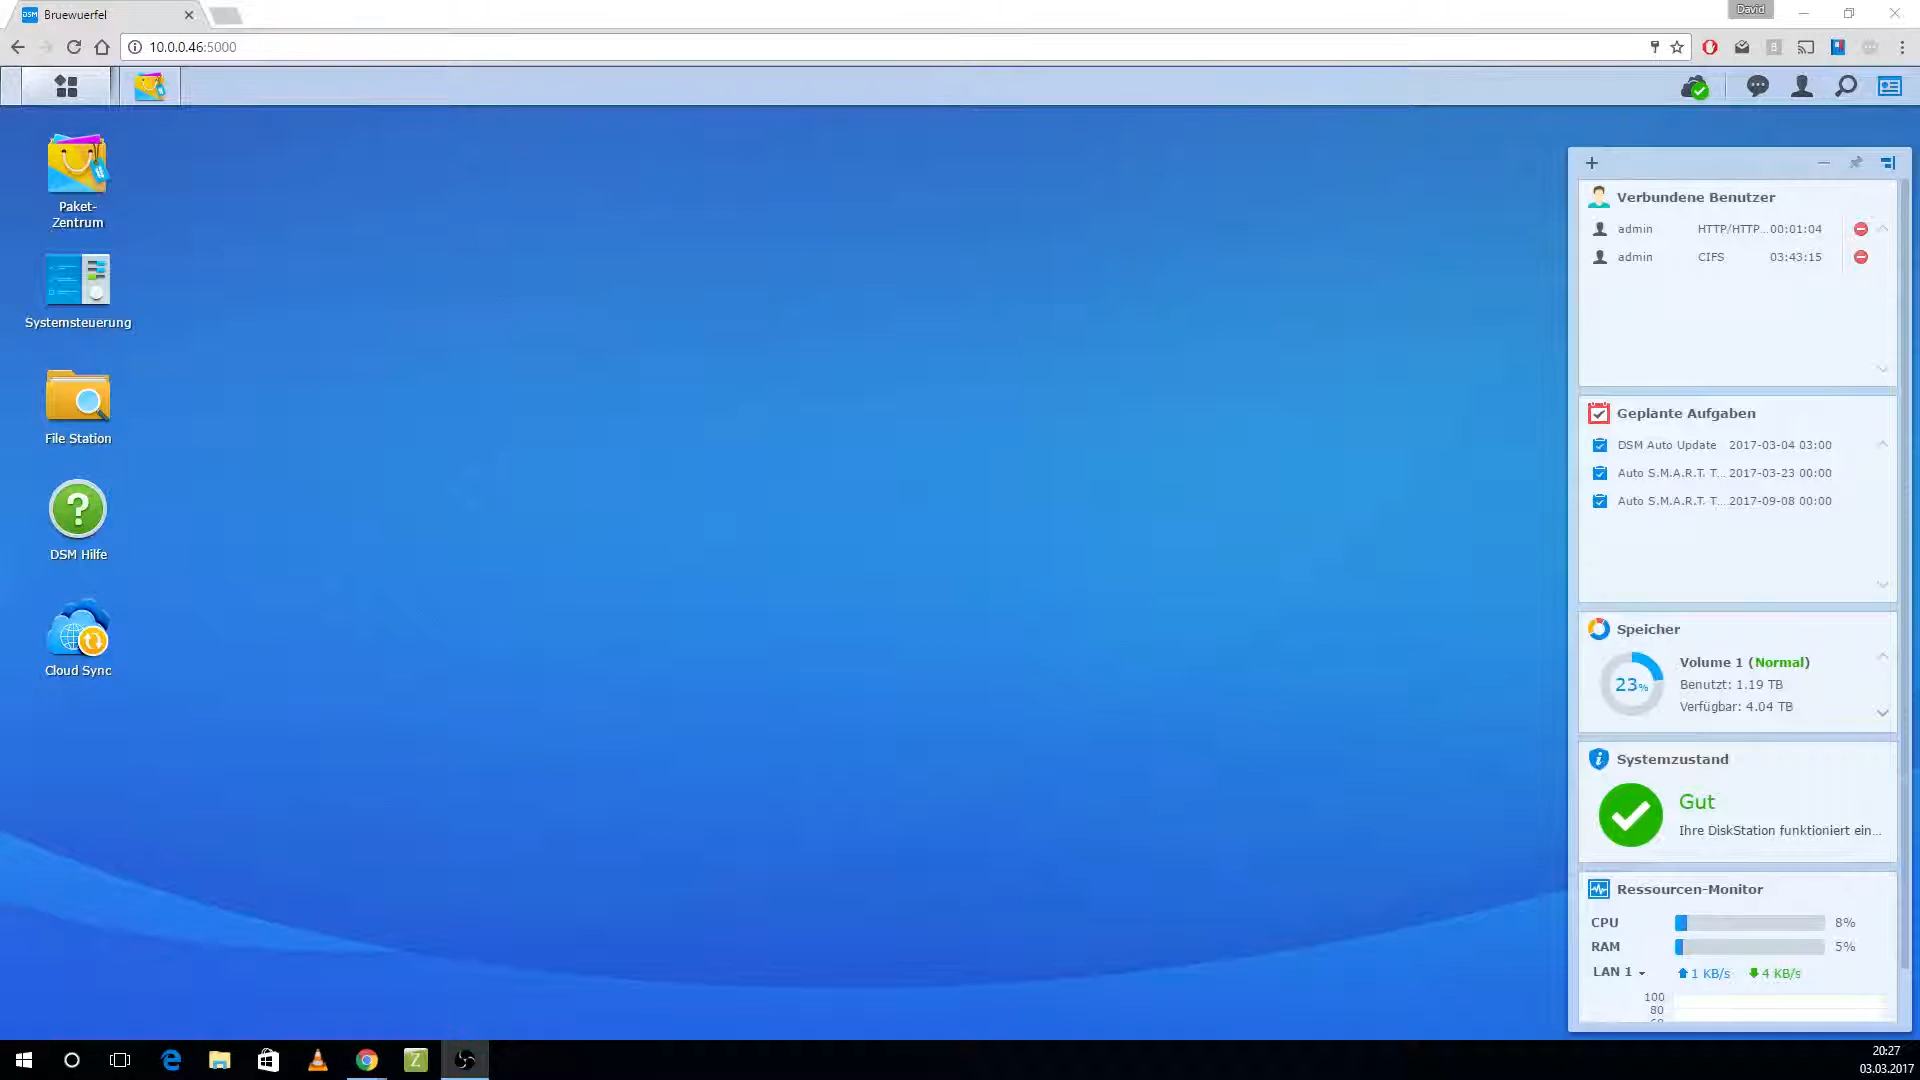 DSM
Bruewuerfel
David
10.0.0.46:5000
Paket-
Zentrum
Systemsteuerung
File Station
DSM Hilfe
Cloud Sync
Verbundene Benutzer
admin HTTP/HTTP... 00:01:04
admin CIFS 03:43:15
Geplante Aufgaben
DSM Auto Update 2017-03-04 03:00
Auto S.M.A.R.T. T... 2017-03-23 00:00
Auto S.M.A.R.T. T... 2017-09-08 00:00
Speicher
23%
Volume 1 (Normal)
Benutzt: 1.19 TB
Verfügbar: 4.04 TB
Systemzustand
Gut
Ihre DiskStation funktioniert ein...
Ressourcen-Monitor
CPU 8%
RAM 5%
LAN 1 1 KB/s 4 KB/s
100
80
20:27
03.03.2017